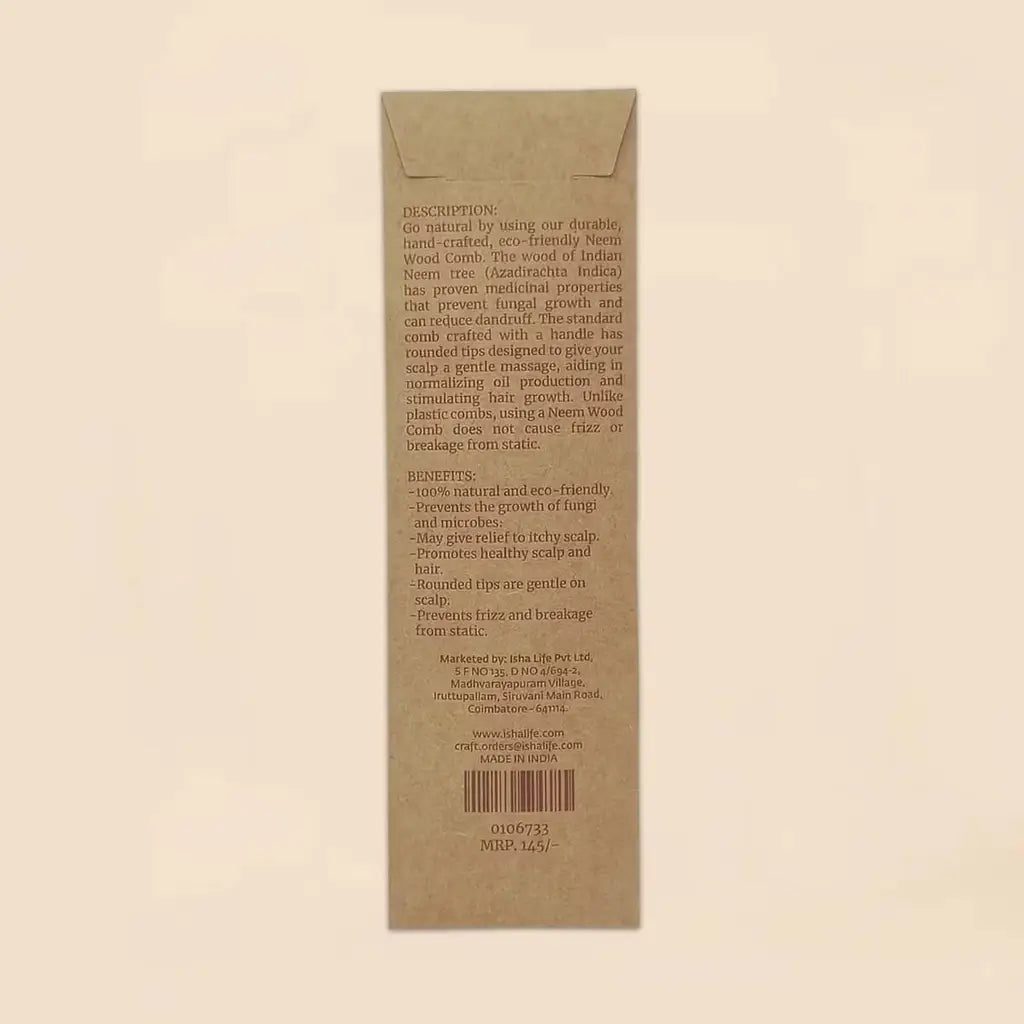 DESCRIPTION:
Go natural by using our durable,
hand-crafted, eco-friendly Neem
Wood Comb. The wood of Indian
Neem tree (Azadirachta Indica)
has proven medicinal properties
that prevent fungal growth and
can reduce dandruff. The standard
comb crafted with a handle has
rounded tips designed to give your
scalp a gentle massage, aiding in
normalizing oil production and
stimulating hair growth. Unlike
plastic combs, using a Neem Wood
Comb does not cause frizz or
breakage from static.
BENEFITS:
-100% natural and eco-friendly.
-Prevents the growth of fungi
and microbes.
-May give relief to itchy scalp.
-Promotes healthy scalp and
hair.
-Rounded tips are gentle on
scalp.
-Prevents frizz and breakage
from static.
Marketed by: Isha Life Pvt Ltd,
S F NO 135, D NO 4/694-2,
Madhvarayapuram Village,
Iruttupallam, Siruvani Main Road,
Coimbatore - 641114.
www.ishalife.com
craft.orders@ishalife.com
MADE IN INDIA
0106733
MRP. 145/-